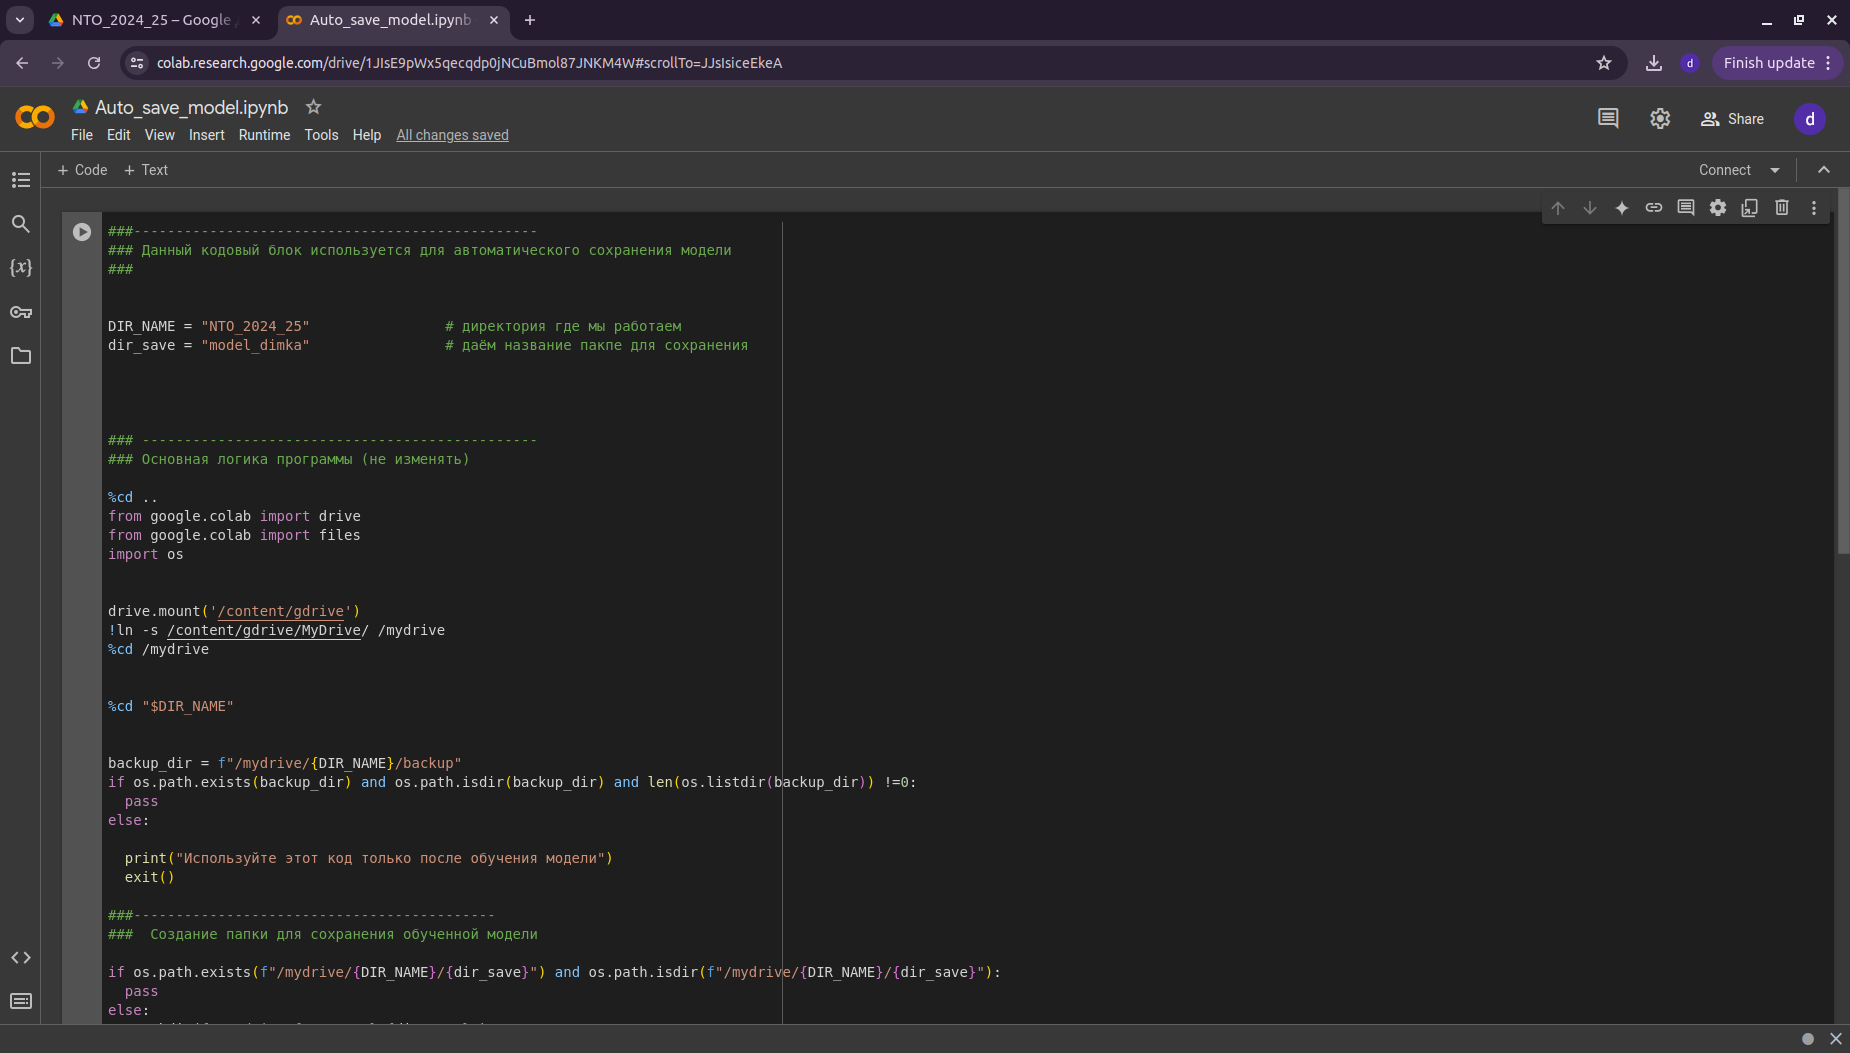 NTO_2024_25 – Google
Auto_save_model.ipynb
colab.research.google.com/drive/1JIsE9pWx5qecqdp0jNCuBmol87JNKM4W#scrollTo=JJsIsiceEkeA
d
Finish update
Auto_save_model.ipynb
File Edit View Insert Runtime Tools Help All changes saved
Share
d
+ Code + Text
Connect
###------------------------------------------------
### Данный кодовый блок используется для автоматического сохранения модели
###
DIR_NAME = "NTO_2024_25" # директория где мы работаем
dir_save = "model_dimka" # даём название пакпе для сохранения
### -----------------------------------------------
### Основная логика программы (не изменять)
%cd ..
from google.colab import drive
from google.colab import files
import os
drive.mount('/content/gdrive')
!ln -s /content/gdrive/MyDrive/ /mydrive
%cd /mydrive
%cd "$DIR_NAME"
backup_dir = f"/mydrive/{DIR_NAME}/backup"
if os.path.exists(backup_dir) and os.path.isdir(backup_dir) and len(os.listdir(backup_dir)) !=0:
pass
else:
print("Используйте этот код только после обучения модели")
exit()
###-------------------------------------------
### Создание папки для сохранения обученной модели
if os.path.exists(f"/mydrive/{DIR_NAME}/{dir_save}") and os.path.isdir(f"/mydrive/{DIR_NAME}/{dir_save}"):
pass
else: